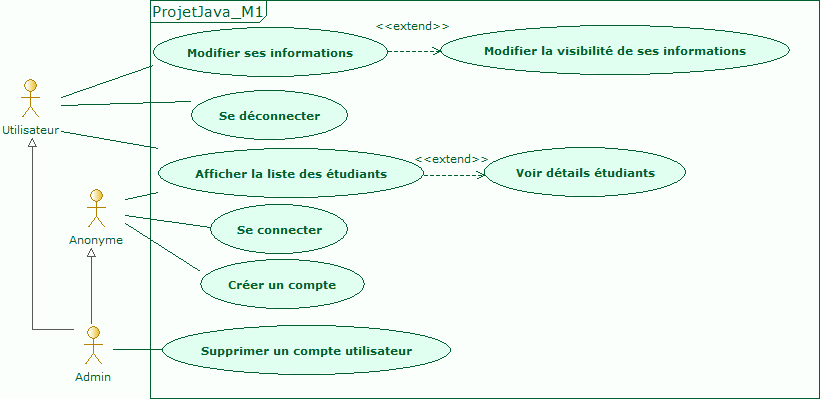 ProjetJava_M1
<<extend>>
Modifier ses informations
Modifier la visibilité de ses informations
Se déconnecter
Utilisateur
<<extend>>
Afficher la liste des étudiants
Voir détails étudiants
Se connecter
Anonyme
Créer un compte
Supprimer un compte utilisateur
Admin